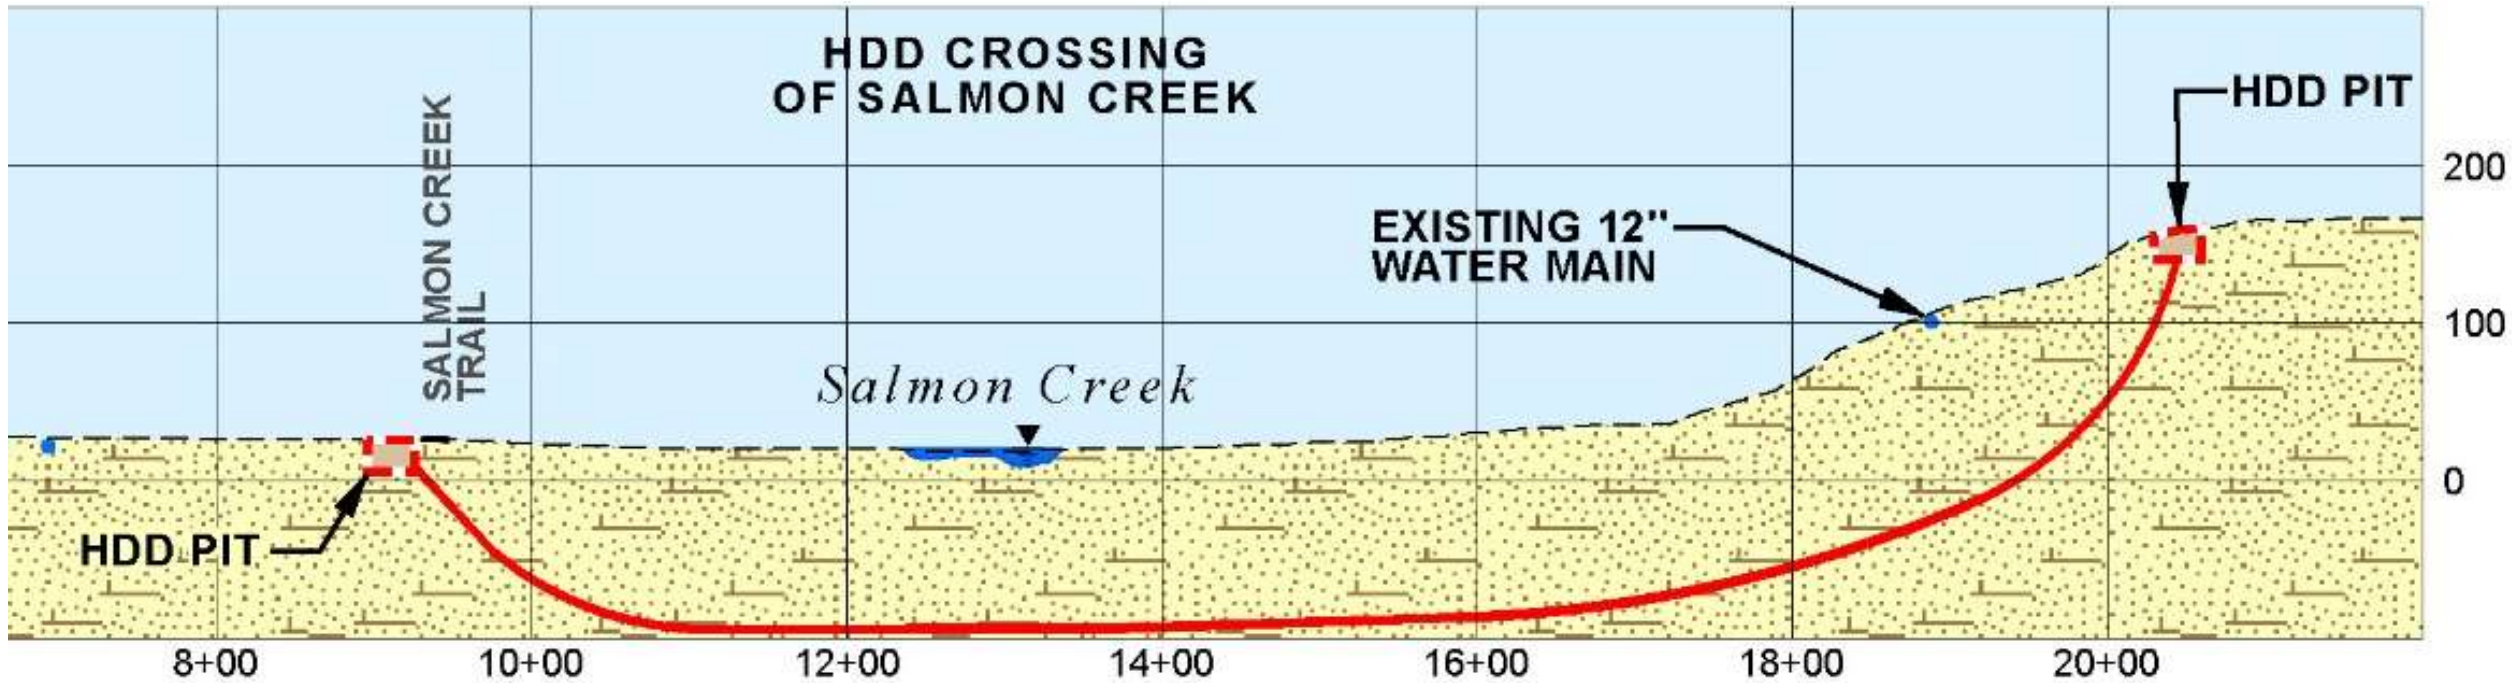 HDD CROSSING
OF SALMON CREEK
HDD PIT
SALMON CREEK
TRAIL
200
EXISTING 12"
WATER MAIN
100
Salmon Creek
0
HDD PIT
8+00
10+00
12+00
14+00
16+00
18+00
20+00